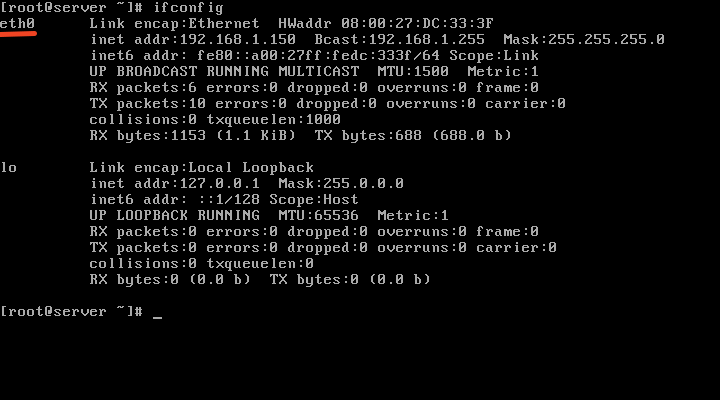 [root@server ~]# ifconfig
eth0 Link encap:Ethernet HWaddr 08:00:27:DC:33:3F
inet addr:192.168.1.150 Bcast:192.168.1.255 Mask:255.255.255.0
inet6 addr: fe80::a00:27ff:fedc:333f/64 Scope:Link
UP BROADCAST RUNNING MULTICAST MTU:1500 Metric:1
RX packets:6 errors:0 dropped:0 overruns:0 frame:0
TX packets:10 errors:0 dropped:0 overruns:0 carrier:0
collisions:0 txqueuelen:1000
RX bytes:1153 (1.1 KiB) TX bytes:688 (688.0 b)
lo Link encap:Local Loopback
inet addr:127.0.0.1 Mask:255.0.0.0
inet6 addr: ::1/128 Scope:Host
UP LOOPBACK RUNNING MTU:65536 Metric:1
RX packets:0 errors:0 dropped:0 overruns:0 frame:0
TX packets:0 errors:0 dropped:0 overruns:0 carrier:0
collisions:0 txqueuelen:0
RX bytes:0 (0.0 b) TX bytes:0 (0.0 b)
[root@server ~]# _